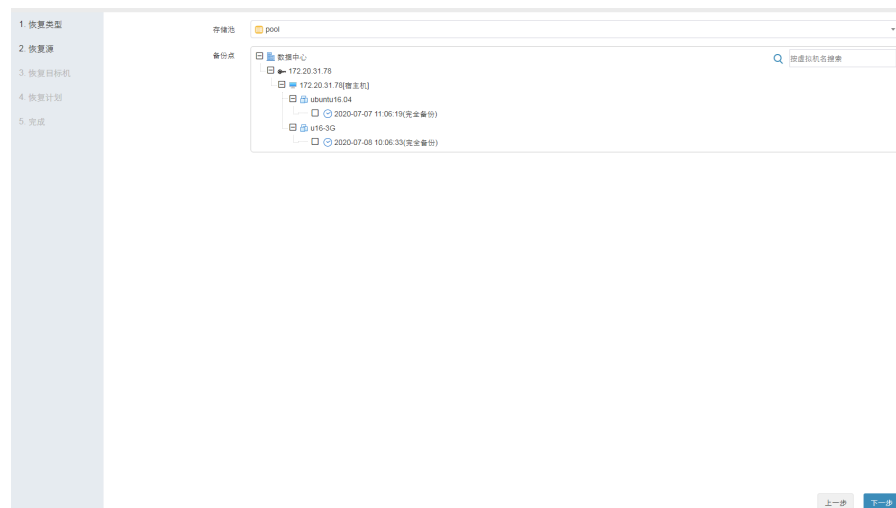 1. 恢复类型
2. 恢复源
3. 恢复目标机
4. 恢复计划
5. 完成
存储池 pool
备份点 数据中心 按虚拟机名搜索
172.20.31.78
172.20.31.78[宿主机]
ubuntu16.04
2020-07-07 11:06:19(完全备份)
u16-3G
2020-07-08 10:06:33(完全备份)
上一步 下一步